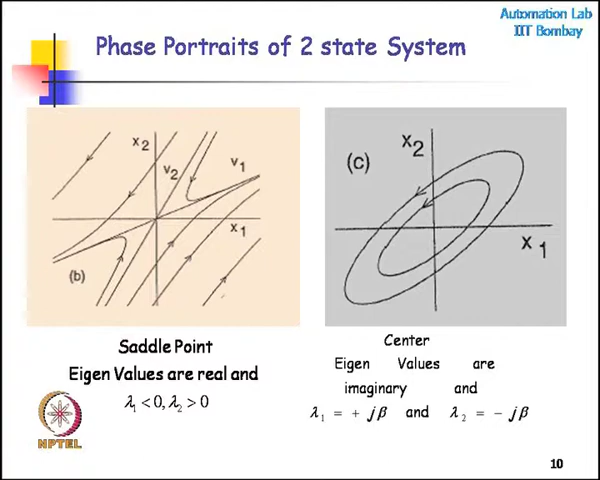 Automation Lab
IIT Bombay
Phase Portraits of 2 state System
x2
v2
v1
x1
(b)
(c)
x2
x1
Saddle Point
Eigen Values are real and
λ1 < 0, λ2 > 0
Center
Eigen Values are
imaginary and
λ1 = + jβ and λ2 = - jβ
NPTEL
10